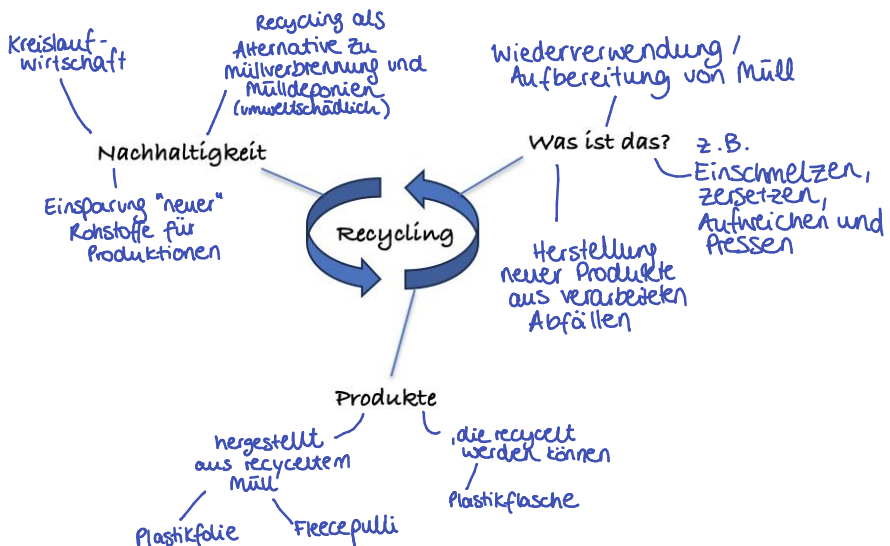 Kreislauf-
wirtschaft
Recycling als
Alternative zu
müllverbrennung und
Mülldeponien
(umweltschädlich)
Nachhaltigkeit
Einsparung "neuer"
Rohstoffe für
Produktionen
Wiederverwendung /
Aufbereitung von Müll
Was ist das?
z.B.
Einschmelzen,
zersetzen,
Aufweichen und
Pressen
Herstellung
neuer Produkte
aus verarbeiteten
Abfällen
Recycling
Produkte
hergestellt
aus recyceltem
Müll
Plastikfolie
Fleecepulli
, die recycelt
werden können
Plastikflasche